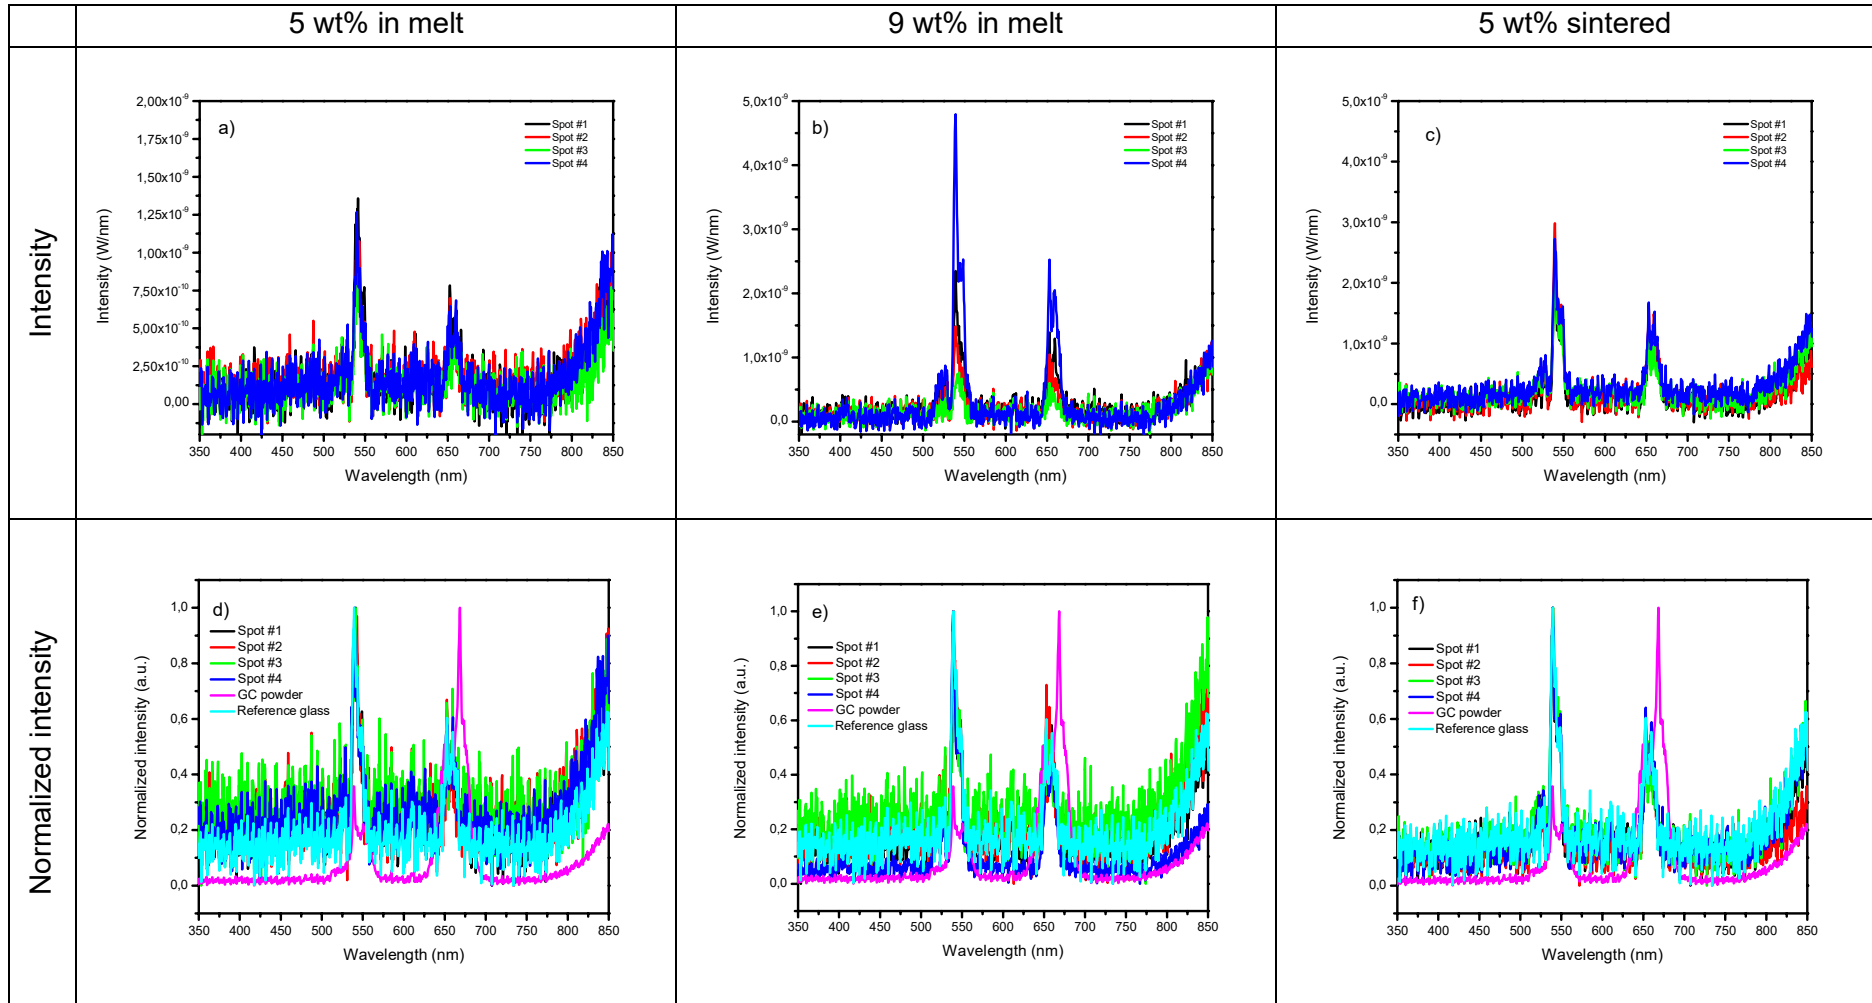 5 wt% in melt
9 wt% in melt
5 wt% sintered
Intensity
a)
Spot #1
Spot #2
Spot #3
Spot #4
2,00x10⁻⁹
1,75x10⁻⁹
1,50x10⁻⁹
1,25x10⁻⁹
1,00x10⁻⁹
7,50x10⁻¹⁰
5,00x10⁻¹⁰
2,50x10⁻¹⁰
0,00
Intensity (W/nm)
350 400 450 500 550 600 650 700 750 800 850
Wavelength (nm)
b)
Spot #1
Spot #2
Spot #3
Spot #4
5,0x10⁻⁹
4,0x10⁻⁹
3,0x10⁻⁹
2,0x10⁻⁹
1,0x10⁻⁹
0,0
Intensity (W/nm)
350 400 450 500 550 600 650 700 750 800 850
Wavelength (nm)
c)
Spot #1
Spot #2
Spot #3
Spot #4
5,0x10⁻⁹
4,0x10⁻⁹
3,0x10⁻⁹
2,0x10⁻⁹
1,0x10⁻⁹
0,0
Intensity (W/nm)
350 400 450 500 550 600 650 700 750 800 850
Wavelength (nm)
Normalized intensity
d)
Spot #1
Spot #2
Spot #3
Spot #4
GC powder
Reference glass
1,0
0,8
0,6
0,4
0,2
0,0
Normalized intensity (a.u.)
350 400 450 500 550 600 650 700 750 800 850
Wavelength (nm)
e)
Spot #1
Spot #2
Spot #3
Spot #4
GC powder
Reference glass
1,0
0,8
0,6
0,4
0,2
0,0
Normalized intensity (a.u.)
350 400 450 500 550 600 650 700 750 800 850
Wavelength (nm)
f)
Spot #1
Spot #2
Spot #3
Spot #4
GC powder
Reference glass
1,0
0,8
0,6
0,4
0,2
0,0
Normalized intensity (a.u.)
350 400 450 500 550 600 650 700 750 800 850
Wavelength (nm)